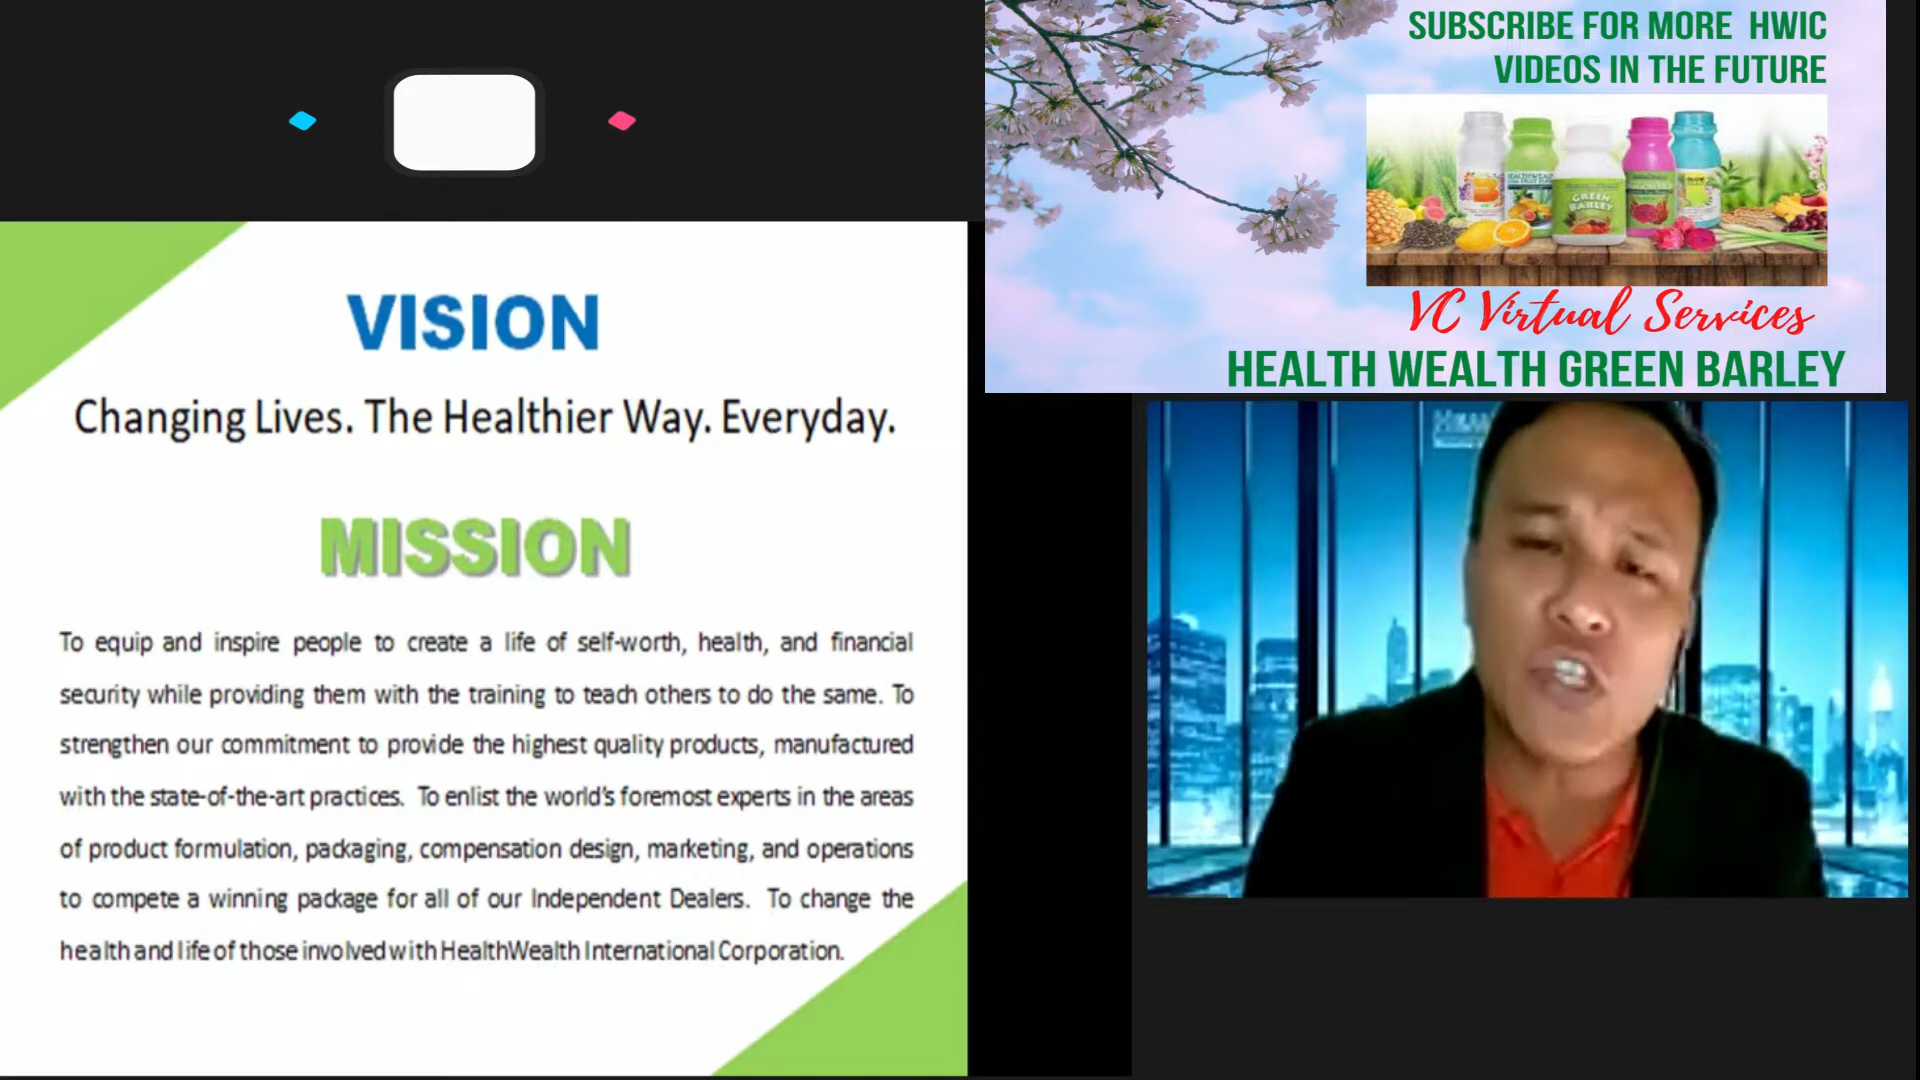 VISION
Changing Lives. The Healthier Way. Everyday.
MISSION
To equip and inspire people to create a life of self-worth, health, and financial
security while providing them with the training to teach others to do the same. To
strengthen our commitment to provide the highest quality products, manufactured
with the state-of-the-art practices. To enlist the world's foremost experts in the areas
of product formulation, packaging, compensation design, marketing, and operations
to compete a winning package for all of our Independent Dealers. To change the
health and life of those involved with HealthWealth International Corporation.
SUBSCRIBE FOR MORE HWIC
VIDEOS IN THE FUTURE
GREEN
BARLEY
VC Virtual Services
HEALTH WEALTH GREEN BARLEY